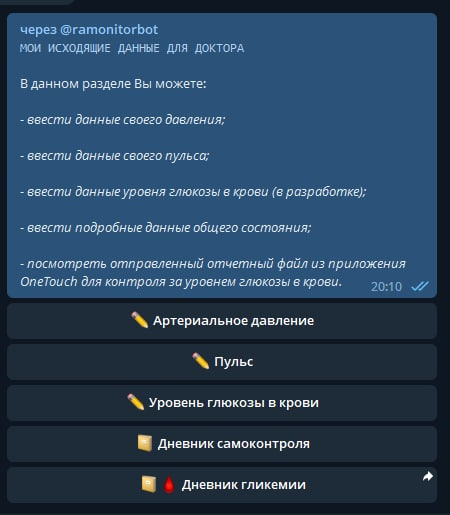 через @ramonitorbot
МОИ ИСХОДЯЩИЕ ДАННЫЕ ДЛЯ ДОКТОРА
В данном разделе Вы можете:
- ввести данные своего давления;
- ввести данные своего пульса;
- ввести данные уровня глюкозы в крови (в разработке);
- ввести подробные данные общего состояния;
- посмотреть отправленный отчетный файл из приложения
OneTouch для контроля за уровнем глюкозы в крови.
20:10
Артериальное давление
Пульс
Уровень глюкозы в крови
Дневник самоконтроля
Дневник гликемии